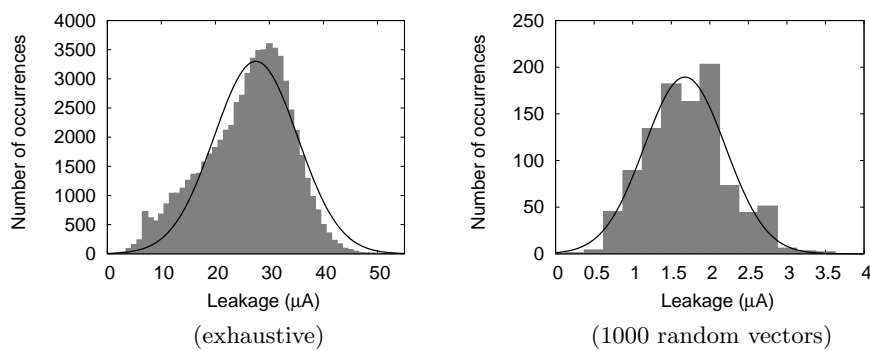 Number of occurrences
4000
3500
3000
2500
2000
1500
1000
500
0
0 10 20 30 40 50
Leakage (μA)
(exhaustive)
Number of occurrences
250
200
150
100
50
0
0 0.5 1 1.5 2 2.5 3 3.5 4
Leakage (μA)
(1000 random vectors)